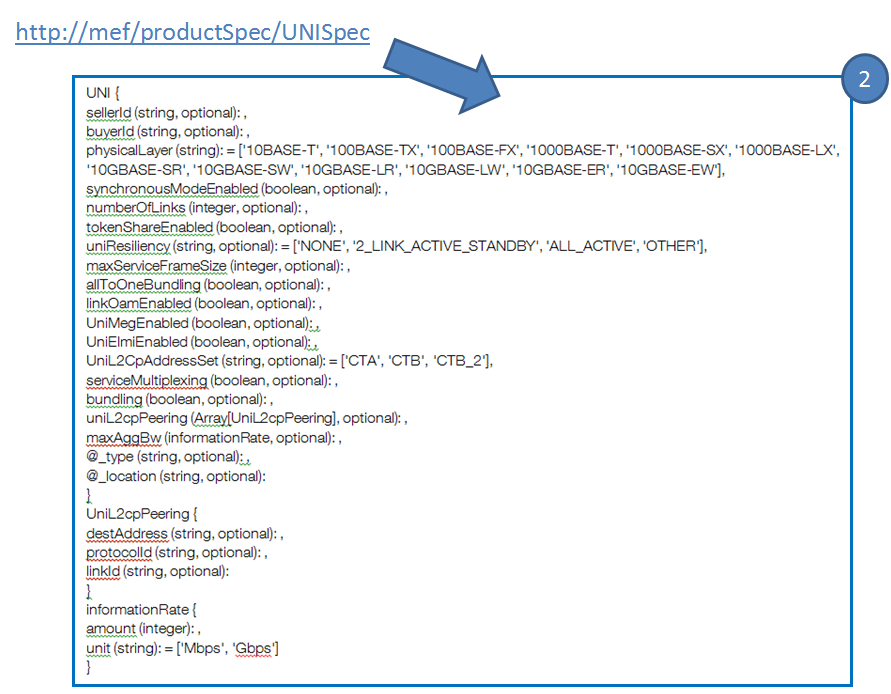 http://mef/productSpec/UNISpec
2
UNI {
sellerId (string, optional): ,
buyerId (string, optional): ,
physicalLayer (string): = ['10BASE-T', '100BASE-TX', '100BASE-FX', '1000BASE-T', '1000BASE-SX', '1000BASE-LX',
'10GBASE-SR', '10GBASE-SW', '10GBASE-LR', '10GBASE-LW', '10GBASE-ER', '10GBASE-EW'],
synchronousModeEnabled (boolean, optional): ,
numberOfLinks (integer, optional): ,
tokenShareEnabled (boolean, optional): ,
uniResiliency (string, optional): = ['NONE', '2_LINK_ACTIVE_STANDBY', 'ALL_ACTIVE', 'OTHER'],
maxServiceFrameSize (integer, optional): ,
allToOneBundling (boolean, optional): ,
linkOamEnabled (boolean, optional): ,
UniMegEnabled (boolean, optional): ,
UniElmiEnabled (boolean, optional): ,
UniL2CpAddressSet (string, optional): = ['CTA', 'CTB', 'CTB_2'],
serviceMultiplexing (boolean, optional): ,
bundling (boolean, optional): ,
uniL2cpPeering (Array[UniL2cpPeering], optional): ,
maxAggBw (informationRate, optional): ,
@_type (string, optional): ,
@_location (string, optional):
}
UniL2cpPeering {
destAddress (string, optional): ,
protocolId (string, optional): ,
linkId (string, optional):
}
informationRate {
amount (integer): ,
unit (string): = ['Mbps', 'Gbps']
}